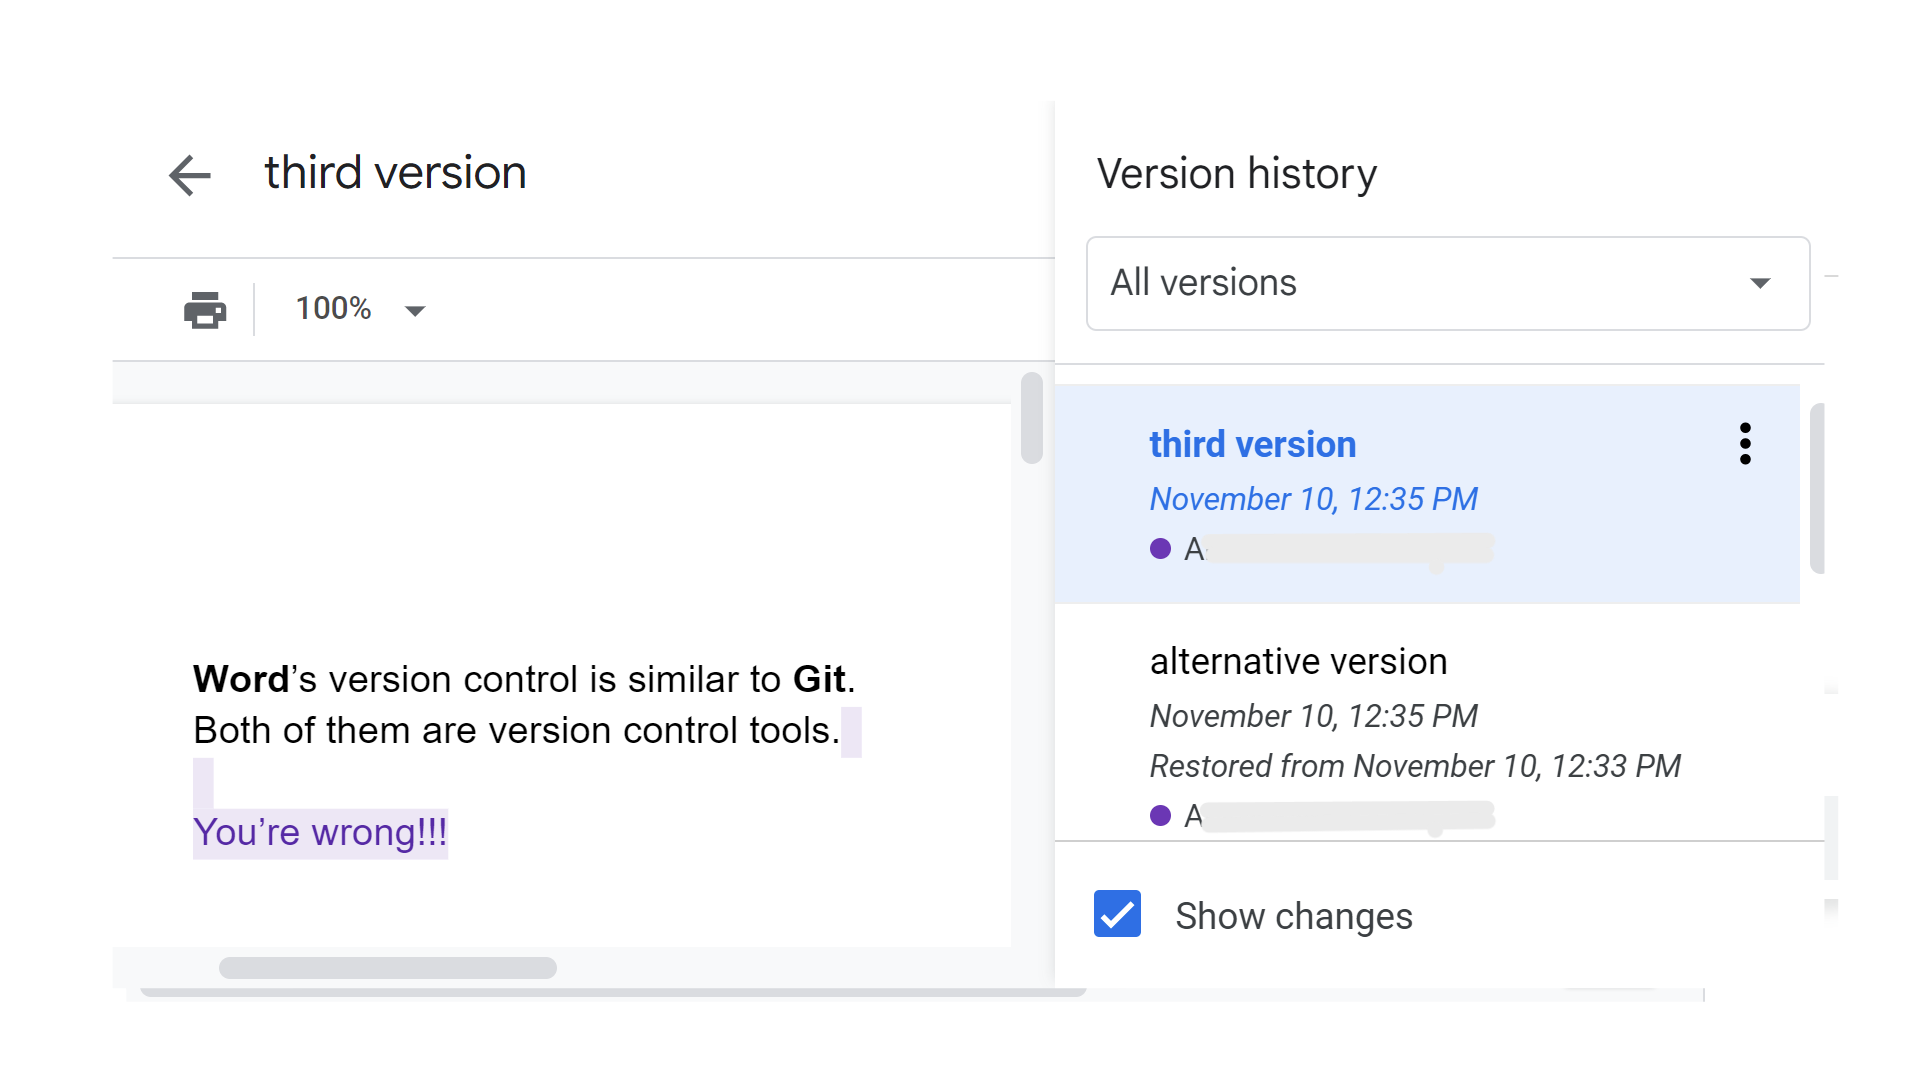 third version
100%
Word’s version control is similar to Git.
Both of them are version control tools.
You’re wrong!!!
Version history
All versions
third version
November 10, 12:35 PM
A
alternative version
November 10, 12:35 PM
Restored from November 10, 12:33 PM
A
Show changes